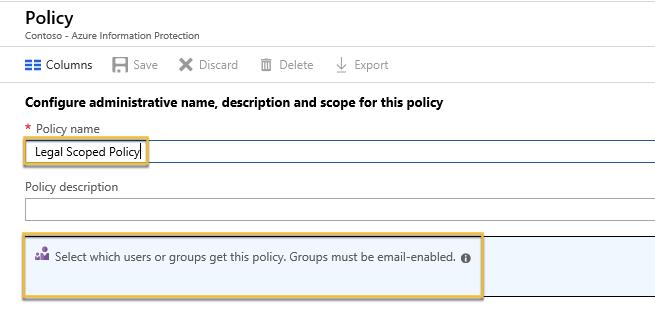 Policy
Contoso - Azure Information Protection
Columns Save Discard Delete Export
Configure administrative name, description and scope for this policy
* Policy name
Legal Scoped Policy
Policy description
Select which users or groups get this policy. Groups must be email-enabled.